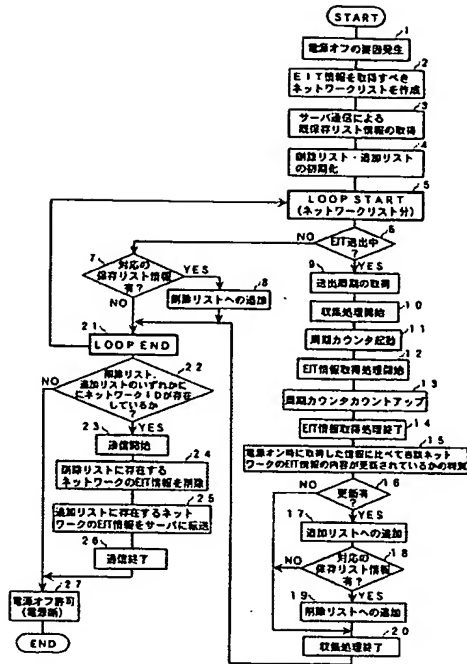 START
1
電源オフの要因発生
2
EIT情報を取得すべき
ネットワークリストを作成
3
サーバ通信による
既保存リスト情報の取得
4
削除リスト・追加リスト
の初期化
5
LOOP START
(ネットワークリスト分)
6
EIT送出中
?
NO
YES
7
対応の
保存リスト情報
有?
YES
NO
8
削除リストへの追加
9
送出周期の取得
10
収集処理開始
11
周期カウンタ起動
12
EIT情報取得処理開始
13
周期カウンタカウントアップ
14
EIT情報取得処理終了
15
電源オン時に取得した情報に比べて当該ネット
ワークのEIT情報の内容が更新されているかの判別
16
更新有
?
NO
YES
17
追加リストへの追加
18
対応の
保存リスト情報
有?
NO
YES
19
削除リストへの追加
20
収集処理終了
21
LOOP END
22
削除リスト、
追加リストのいずれかに
にネットワークIDが存在
しているか
?
NO
YES
23
通信開始
24
削除リストに存在する
ネットワークのEIT情報を削除
25
追加リストに存在するネット
ワークのEIT情報をサーバに転送
26
通信終了
27
電源オフ許可
(電源断)
END